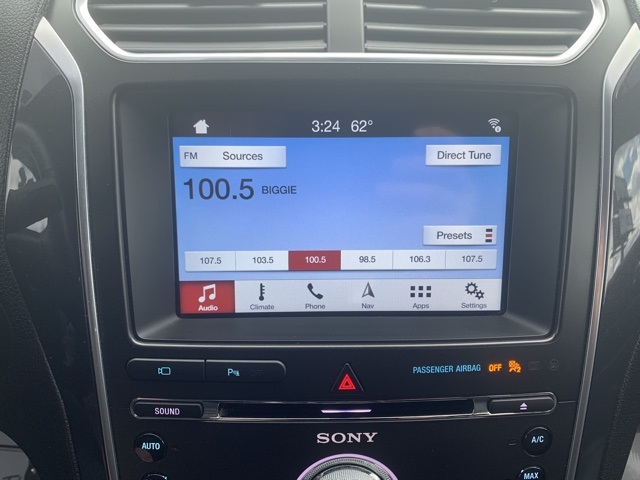 3:24 62°
FM Sources Direct Tune
100.5 BIGGIE
Presets
107.5 103.5 100.5 98.5 106.3 107.5
Audio Climate Phone Nav Apps Settings
PASSENGER AIRBAG OFF
SOUND
SONY
AUTO A/C
MAX